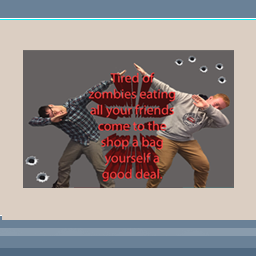 Tired of
zombies eating
all your friends
come to the
shop a bag
yourself a
good deal